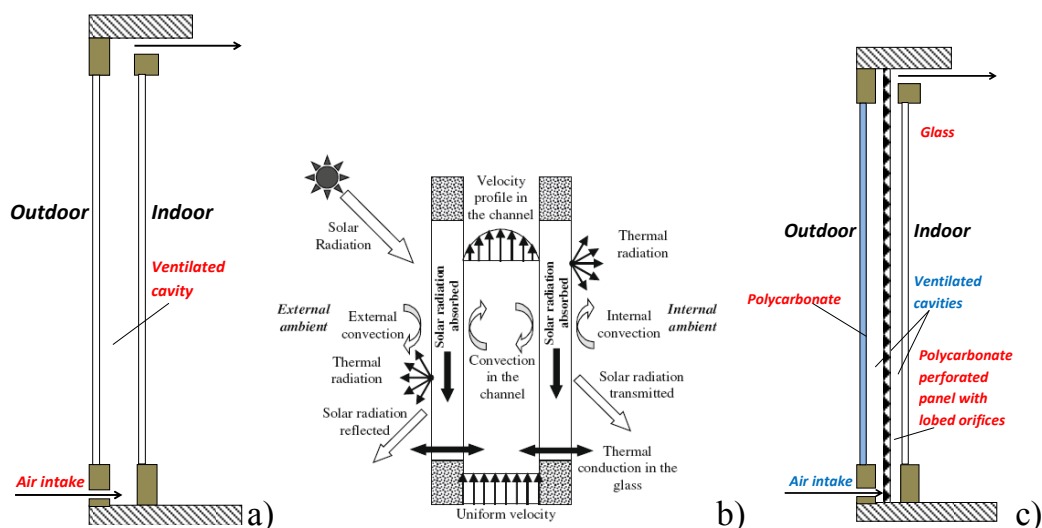 Outdoor
Indoor
Ventilated
cavity
Air intake
a)
Solar
Radiation
Velocity
profile in
the channel
Thermal
radiation
Solar radiation
absorbed
Solar radiation
absorbed
External
ambient
External
convection
Internal
convection
Internal
ambient
Thermal
radiation
Convection
in the
channel
Solar radiation
transmitted
Solar radiation
reflected
Thermal
conduction in the
glass
Uniform velocity
b)
Glass
Outdoor
Indoor
Polycarbonate
Ventilated
cavities
Polycarbonate
perforated
panel with
lobed orifices
Air intake
c)